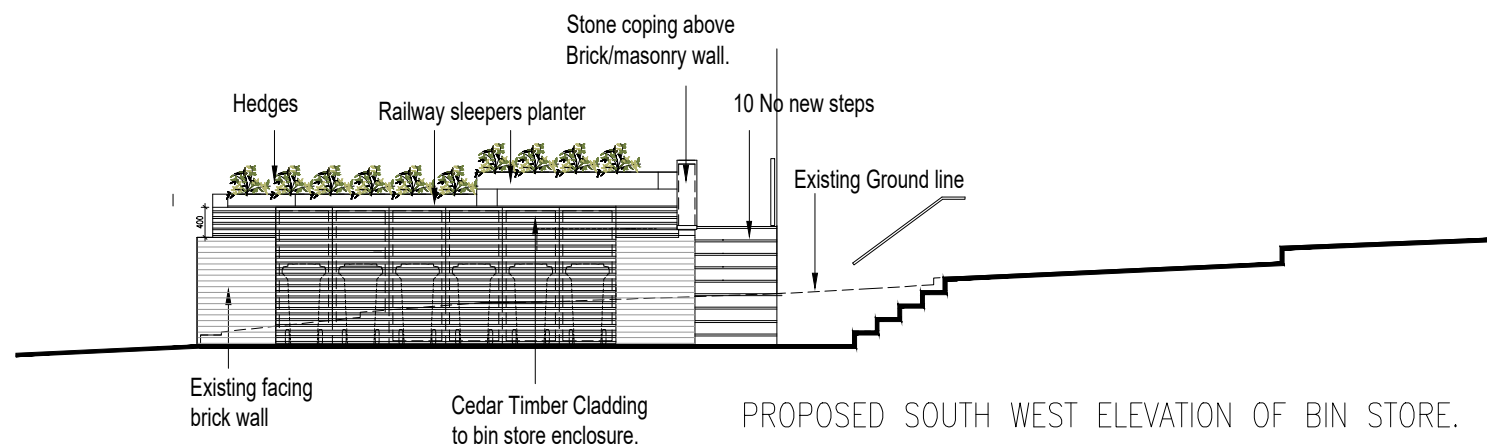 Stone coping above
Brick/masonry wall.
Hedges
Railway sleepers planter
10 No new steps
Existing Ground line
400
Existing facing
brick wall
Cedar Timber Cladding
to bin store enclosure.
PROPOSED SOUTH WEST ELEVATION OF BIN STORE.